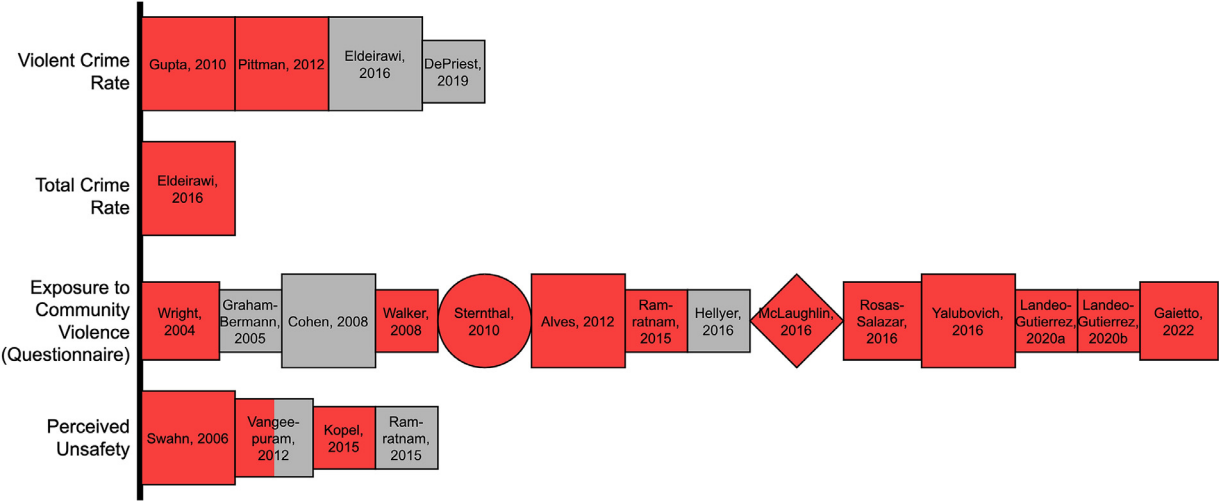 Violent Crime
Rate
Gupta, 2010
Pittman, 2012
Eldeirawi,
2016
DePriest,
2019
Total Crime
Rate
Eldeirawi,
2016
Exposure to
Community
Violence
(Questionnaire)
Wright,
2004
Graham-
Bermann,
2005
Cohen, 2008
Walker,
2008
Sternthal,
2010
Alves, 2012
Ram-
ratnam,
2015
Hellyer,
2016
McLaughlin,
2016
Rosas-
Salazar,
2016
Yalubovich,
2016
Landeo-
Gutierrez,
2020a
Landeo-
Gutierrez,
2020b
Gaietto,
2022
Perceived
Unsafety
Swahn, 2006
Vangee-
puram,
2012
Kopel,
2015
Ram-
ratnam,
2015